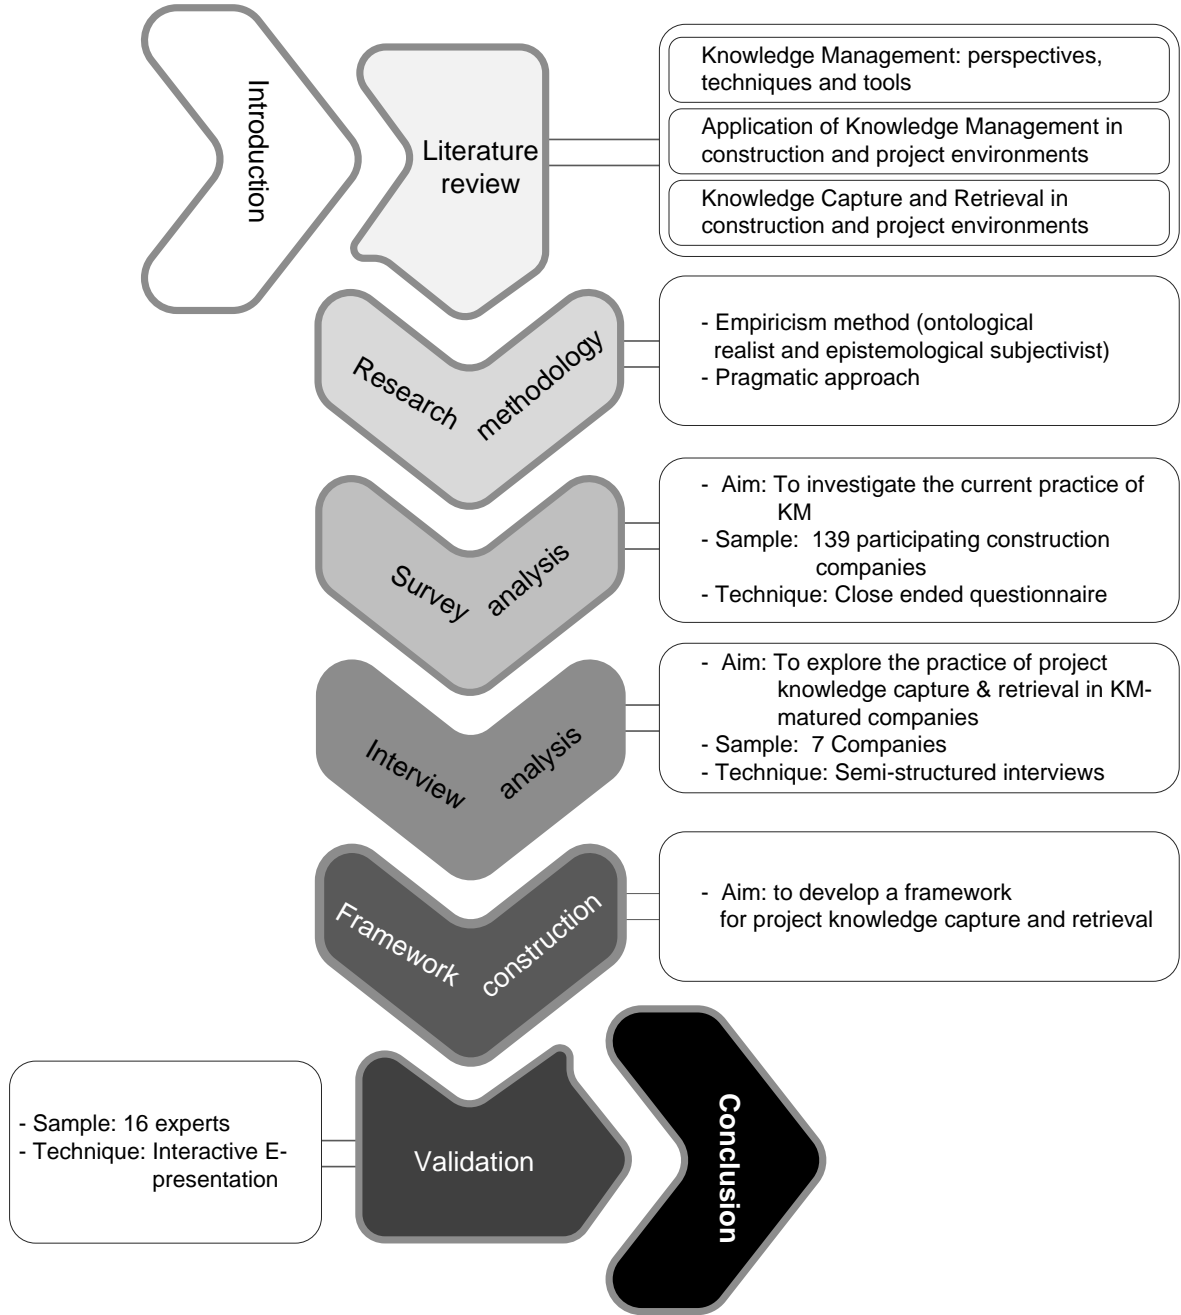 Introduction
Literature
review
Knowledge Management: perspectives,
techniques and tools
Application of Knowledge Management in
construction and project environments
Knowledge Capture and Retrieval in
construction and project environments
Research methodology
- Empiricism method (ontological
realist and epistemological subjectivist)
- Pragmatic approach
Survey analysis
- Aim: To investigate the current practice of
KM
- Sample: 139 participating construction
companies
- Technique: Close ended questionnaire
Interview analysis
- Aim: To explore the practice of project
knowledge capture & retrieval in KM-
matured companies
- Sample: 7 Companies
- Technique: Semi-structured interviews
Framework construction
- Aim: to develop a framework
for project knowledge capture and retrieval
- Sample: 16 experts
- Technique: Interactive E-
presentation
Validation
Conclusion